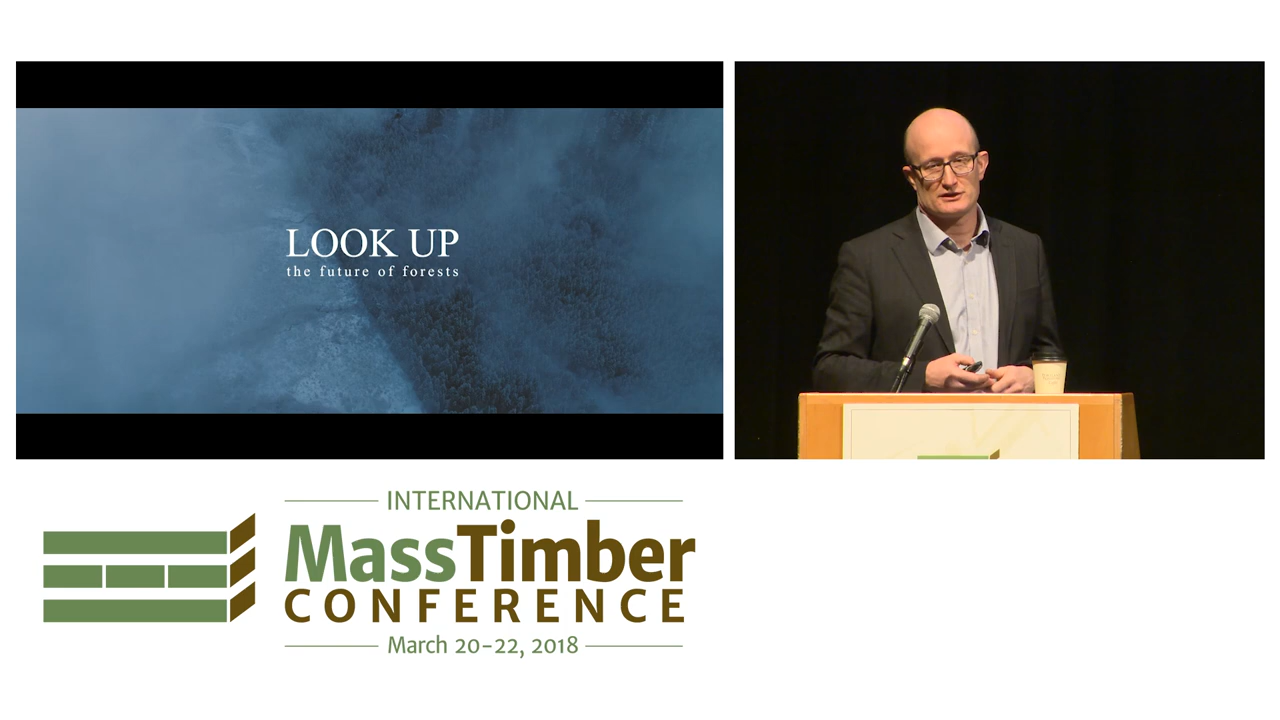 LOOK UP
the future of forests
INTERNATIONAL
MassTimber
CONFERENCE
March 20–22, 2018